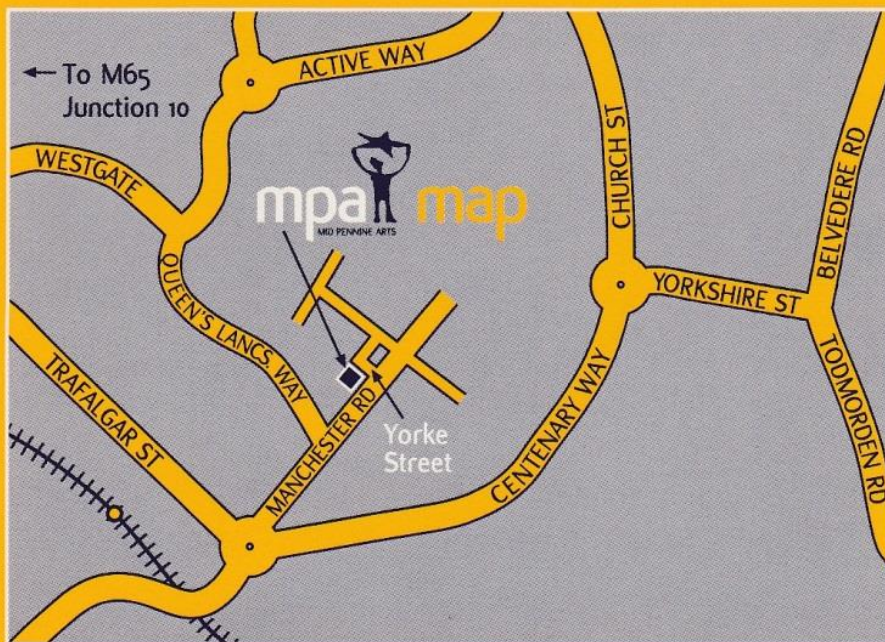 To M65
Junction 10
ACTIVE WAY
WESTGATE
mpa map
MID PENNINE ARTS
CHURCH ST
BELVEDERE RD
QUEEN'S LANCS. WAY
YORKSHIRE ST
TRAFALGAR ST
MANCHESTER RD
Yorke
Street
CENTENARY WAY
TODMORDEN RD